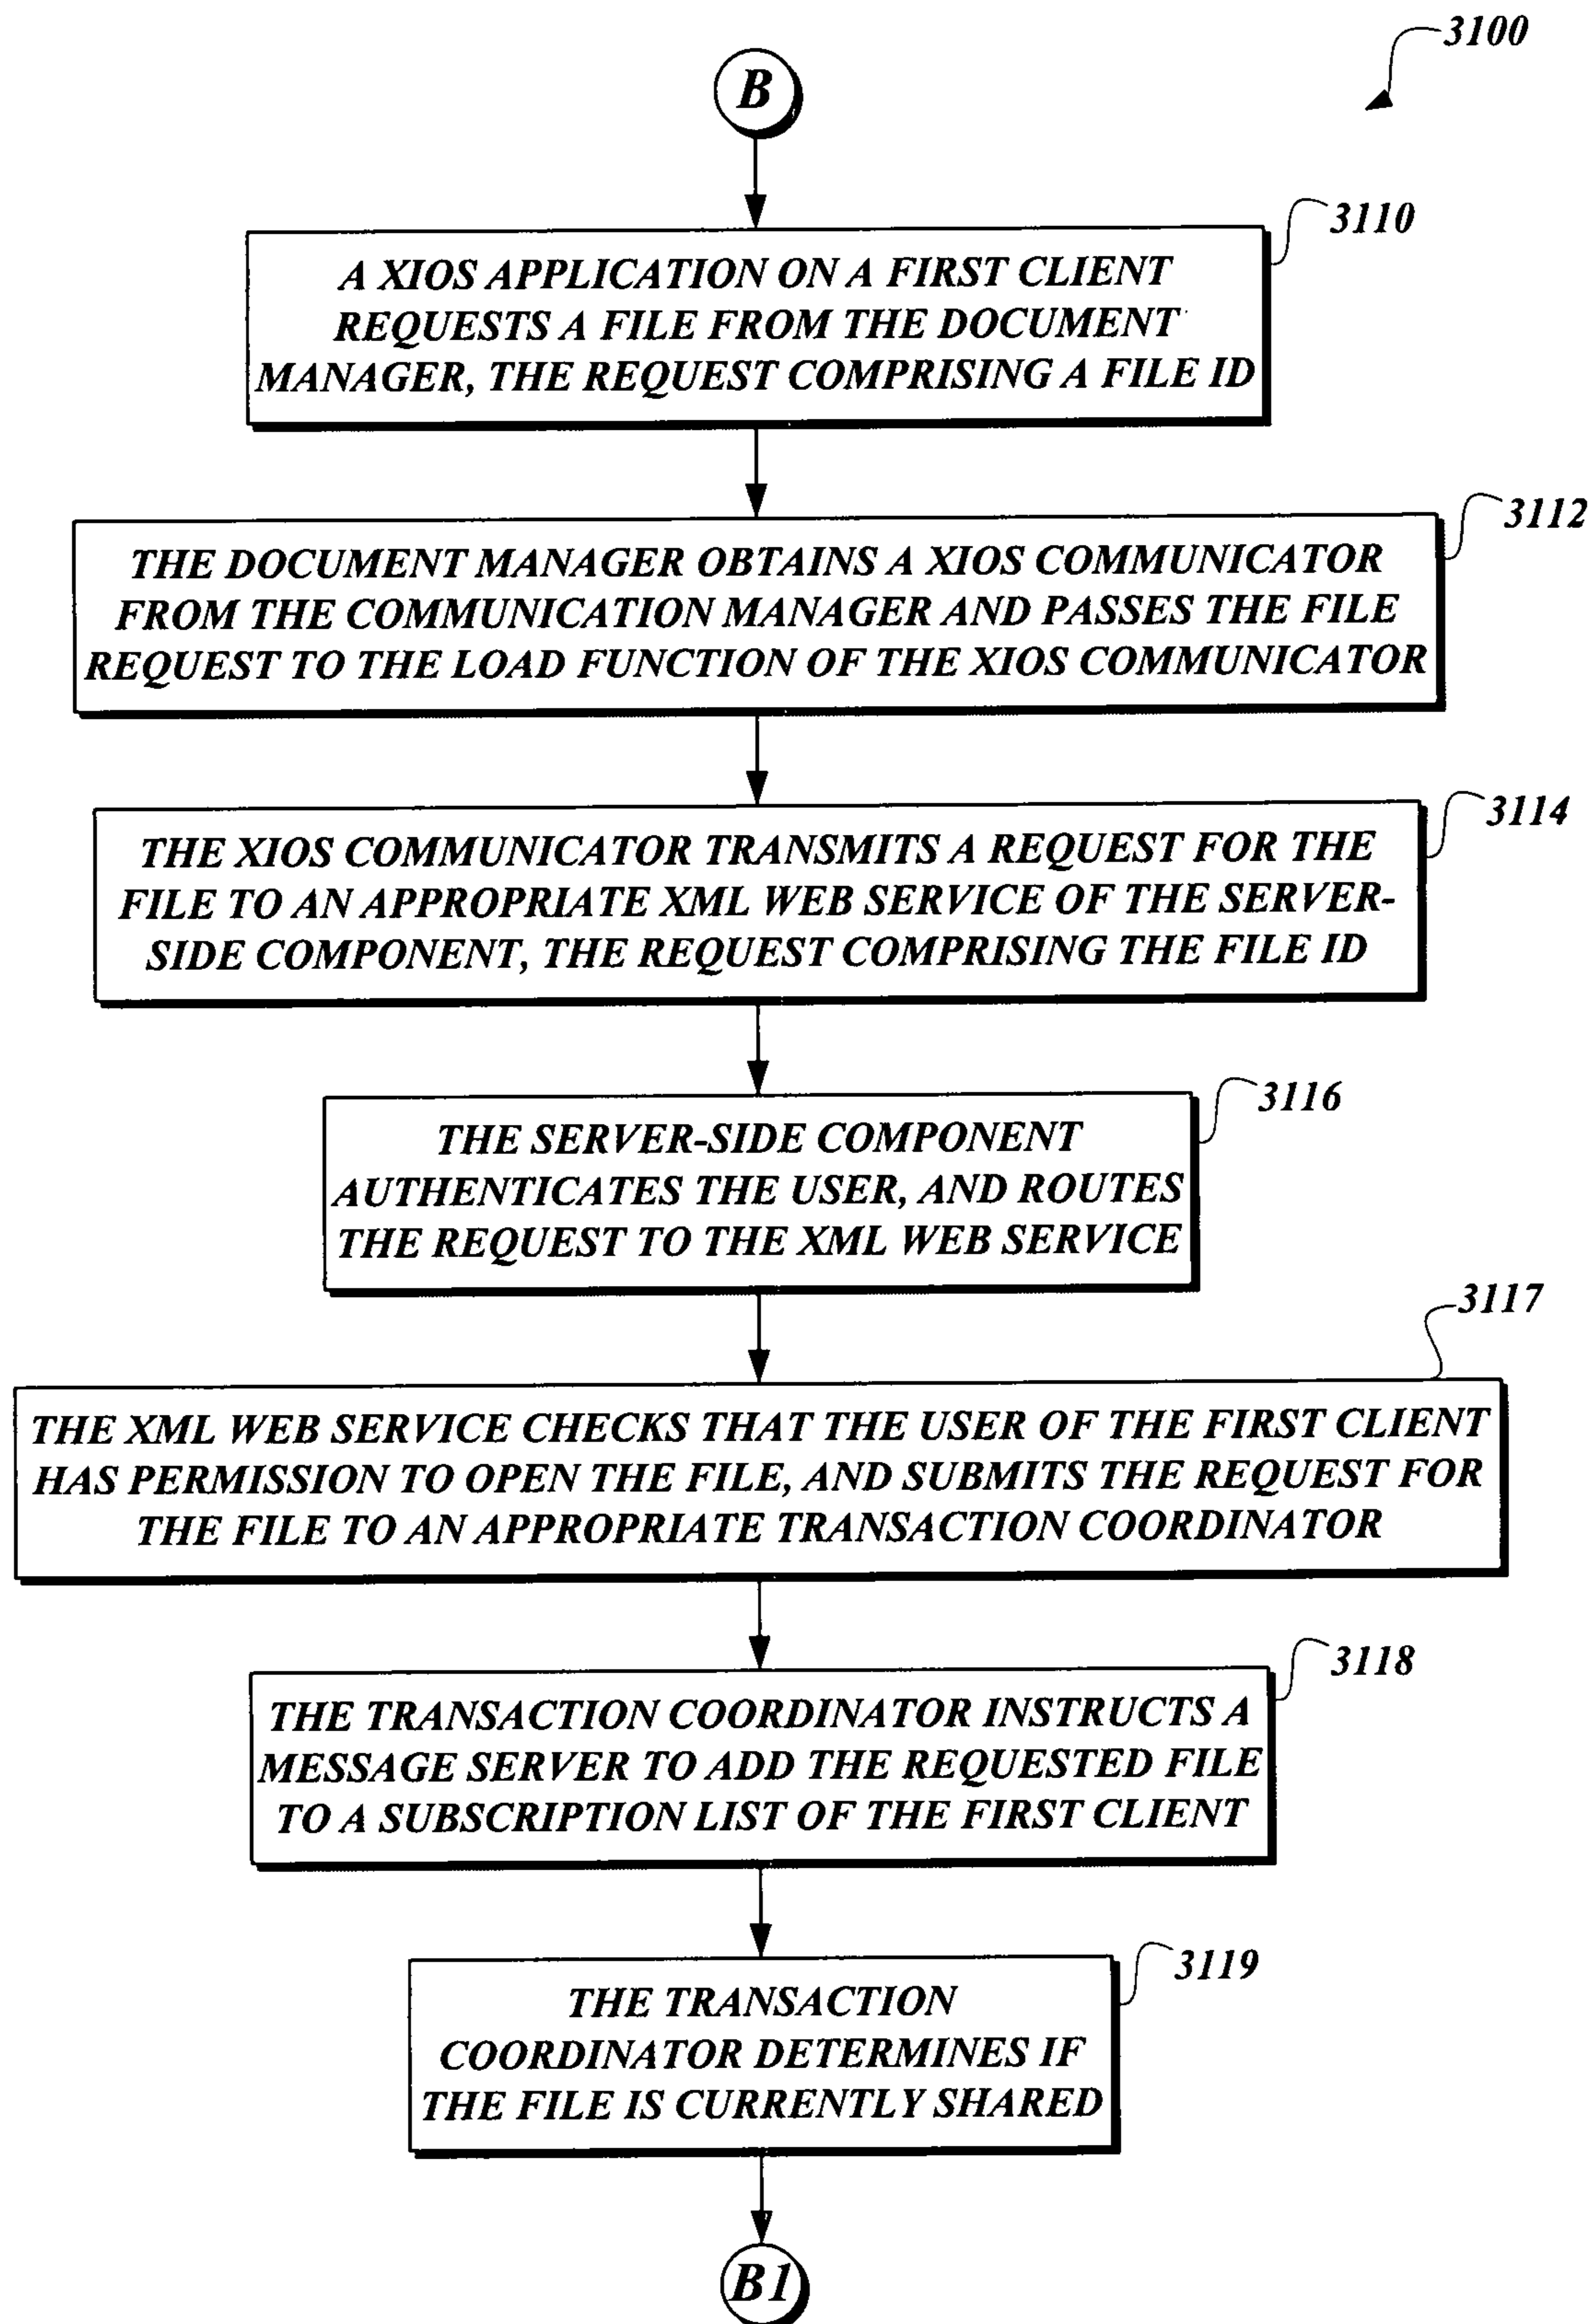 3100
B
3110
A XIOS APPLICATION ON A FIRST CLIENT
REQUESTS A FILE FROM THE DOCUMENT
MANAGER, THE REQUEST COMPRISING A FILE ID
3112
THE DOCUMENT MANAGER OBTAINS A XIOS COMMUNICATOR
FROM THE COMMUNICATION MANAGER AND PASSES THE FILE
REQUEST TO THE LOAD FUNCTION OF THE XIOS COMMUNICATOR
3114
THE XIOS COMMUNICATOR TRANSMITS A REQUEST FOR THE
FILE TO AN APPROPRIATE XML WEB SERVICE OF THE SERVER-
SIDE COMPONENT, THE REQUEST COMPRISING THE FILE ID
3116
THE SERVER-SIDE COMPONENT
AUTHENTICATES THE USER, AND ROUTES
THE REQUEST TO THE XML WEB SERVICE
3117
THE XML WEB SERVICE CHECKS THAT THE USER OF THE FIRST CLIENT
HAS PERMISSION TO OPEN THE FILE, AND SUBMITS THE REQUEST FOR
THE FILE TO AN APPROPRIATE TRANSACTION COORDINATOR
3118
THE TRANSACTION COORDINATOR INSTRUCTS A
MESSAGE SERVER TO ADD THE REQUESTED FILE
TO A SUBSCRIPTION LIST OF THE FIRST CLIENT
3119
THE TRANSACTION
COORDINATOR DETERMINES IF
THE FILE IS CURRENTLY SHARED
B1